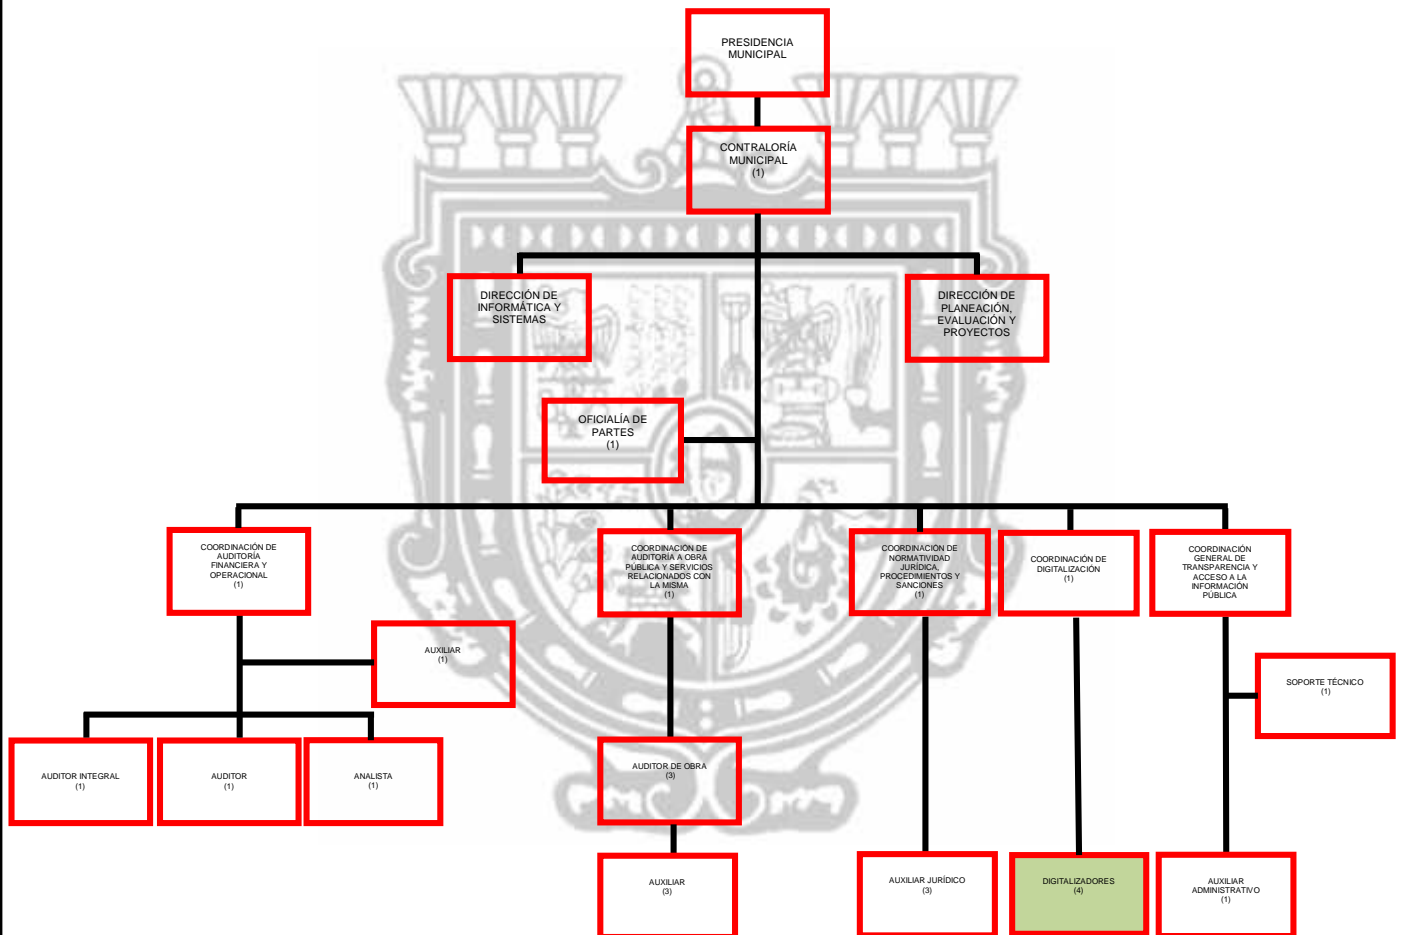 PRESIDENCIA
MUNICIPAL
CONTRALORÍA
MUNICIPAL
(1)
DIRECCIÓN DE
INFORMÁTICA Y
SISTEMAS
DIRECCIÓN DE
PLANEACIÓN,
EVALUACIÓN Y
PROYECTOS
OFICIALÍA DE
PARTES
(1)
COORDINACIÓN DE
AUDITORÍA
FINANCIERA Y
OPERACIONAL
(1)
COORDINACIÓN DE
AUDITORÍA A OBRA
PÚBLICA Y SERVICIOS
RELACIONADOS CON
LA MISMA
(1)
COORDINACIÓN DE
NORMATIVIDAD
JURÍDICA,
PROCEDIMIENTOS Y
SANCIONES
(1)
COORDINACIÓN DE
DIGITALIZACIÓN
(1)
COORDINACIÓN
GENERAL DE
TRANSPARENCIA Y
ACCESO A LA
INFORMACIÓN
PÚBLICA
AUXILIAR
(1)
SOPORTE TÉCNICO
(1)
AUDITOR INTEGRAL
(1)
AUDITOR
(1)
ANALISTA
(1)
AUDITOR DE OBRA
(3)
AUXILIAR
(3)
AUXILIAR JURÍDICO
(3)
DIGITALIZADORES
(4)
AUXILIAR
ADMINISTRATIVO
(1)